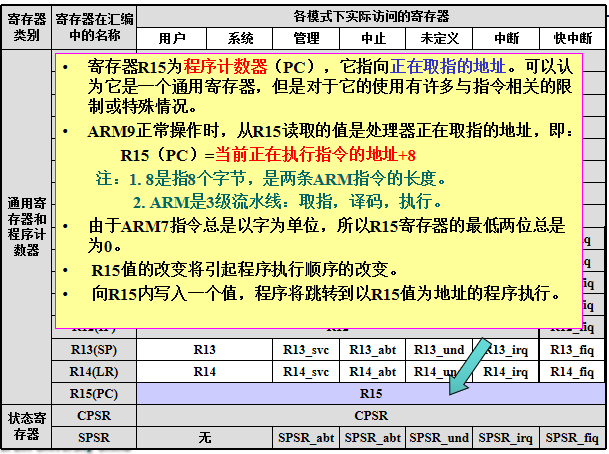 寄存器类别 寄存器在汇编中的名称 各模式下实际访问的寄存器
用户 系统 管理 中止 未定义 中断 快中断
通用寄存器和程序计数器
• 寄存器R15为程序计数器（PC），它指向正在取指的地址。可以认
为它是一个通用寄存器，但是对于它的使用有许多与指令相关的限
制或特殊情况。
• ARM9正常操作时，从R15读取的值是处理器正在取指的地址，即：
R15（PC）=当前正在执行指令的地址+8
注：1. 8是指8个字节，是两条ARM指令的长度。
2. ARM是3级流水线：取指，译码，执行。
• 由于ARM7指令总是以字为单位，所以R15寄存器的最低两位总是
为0。
• R15值的改变将引起程序执行顺序的改变。
• 向R15内写入一个值，程序将跳转到以R15值为地址的程序执行。
R13(SP) R13 R13_svc R13_abt R13_und R13_irq R13_fiq
R14(LR) R14 R14_svc R14_abt R14_und R14_irq R14_fiq
R15(PC) R15
状态寄存器 CPSR CPSR
SPSR 无 SPSR_abt SPSR_abt SPSR_und SPSR_irq SPSR_fiq